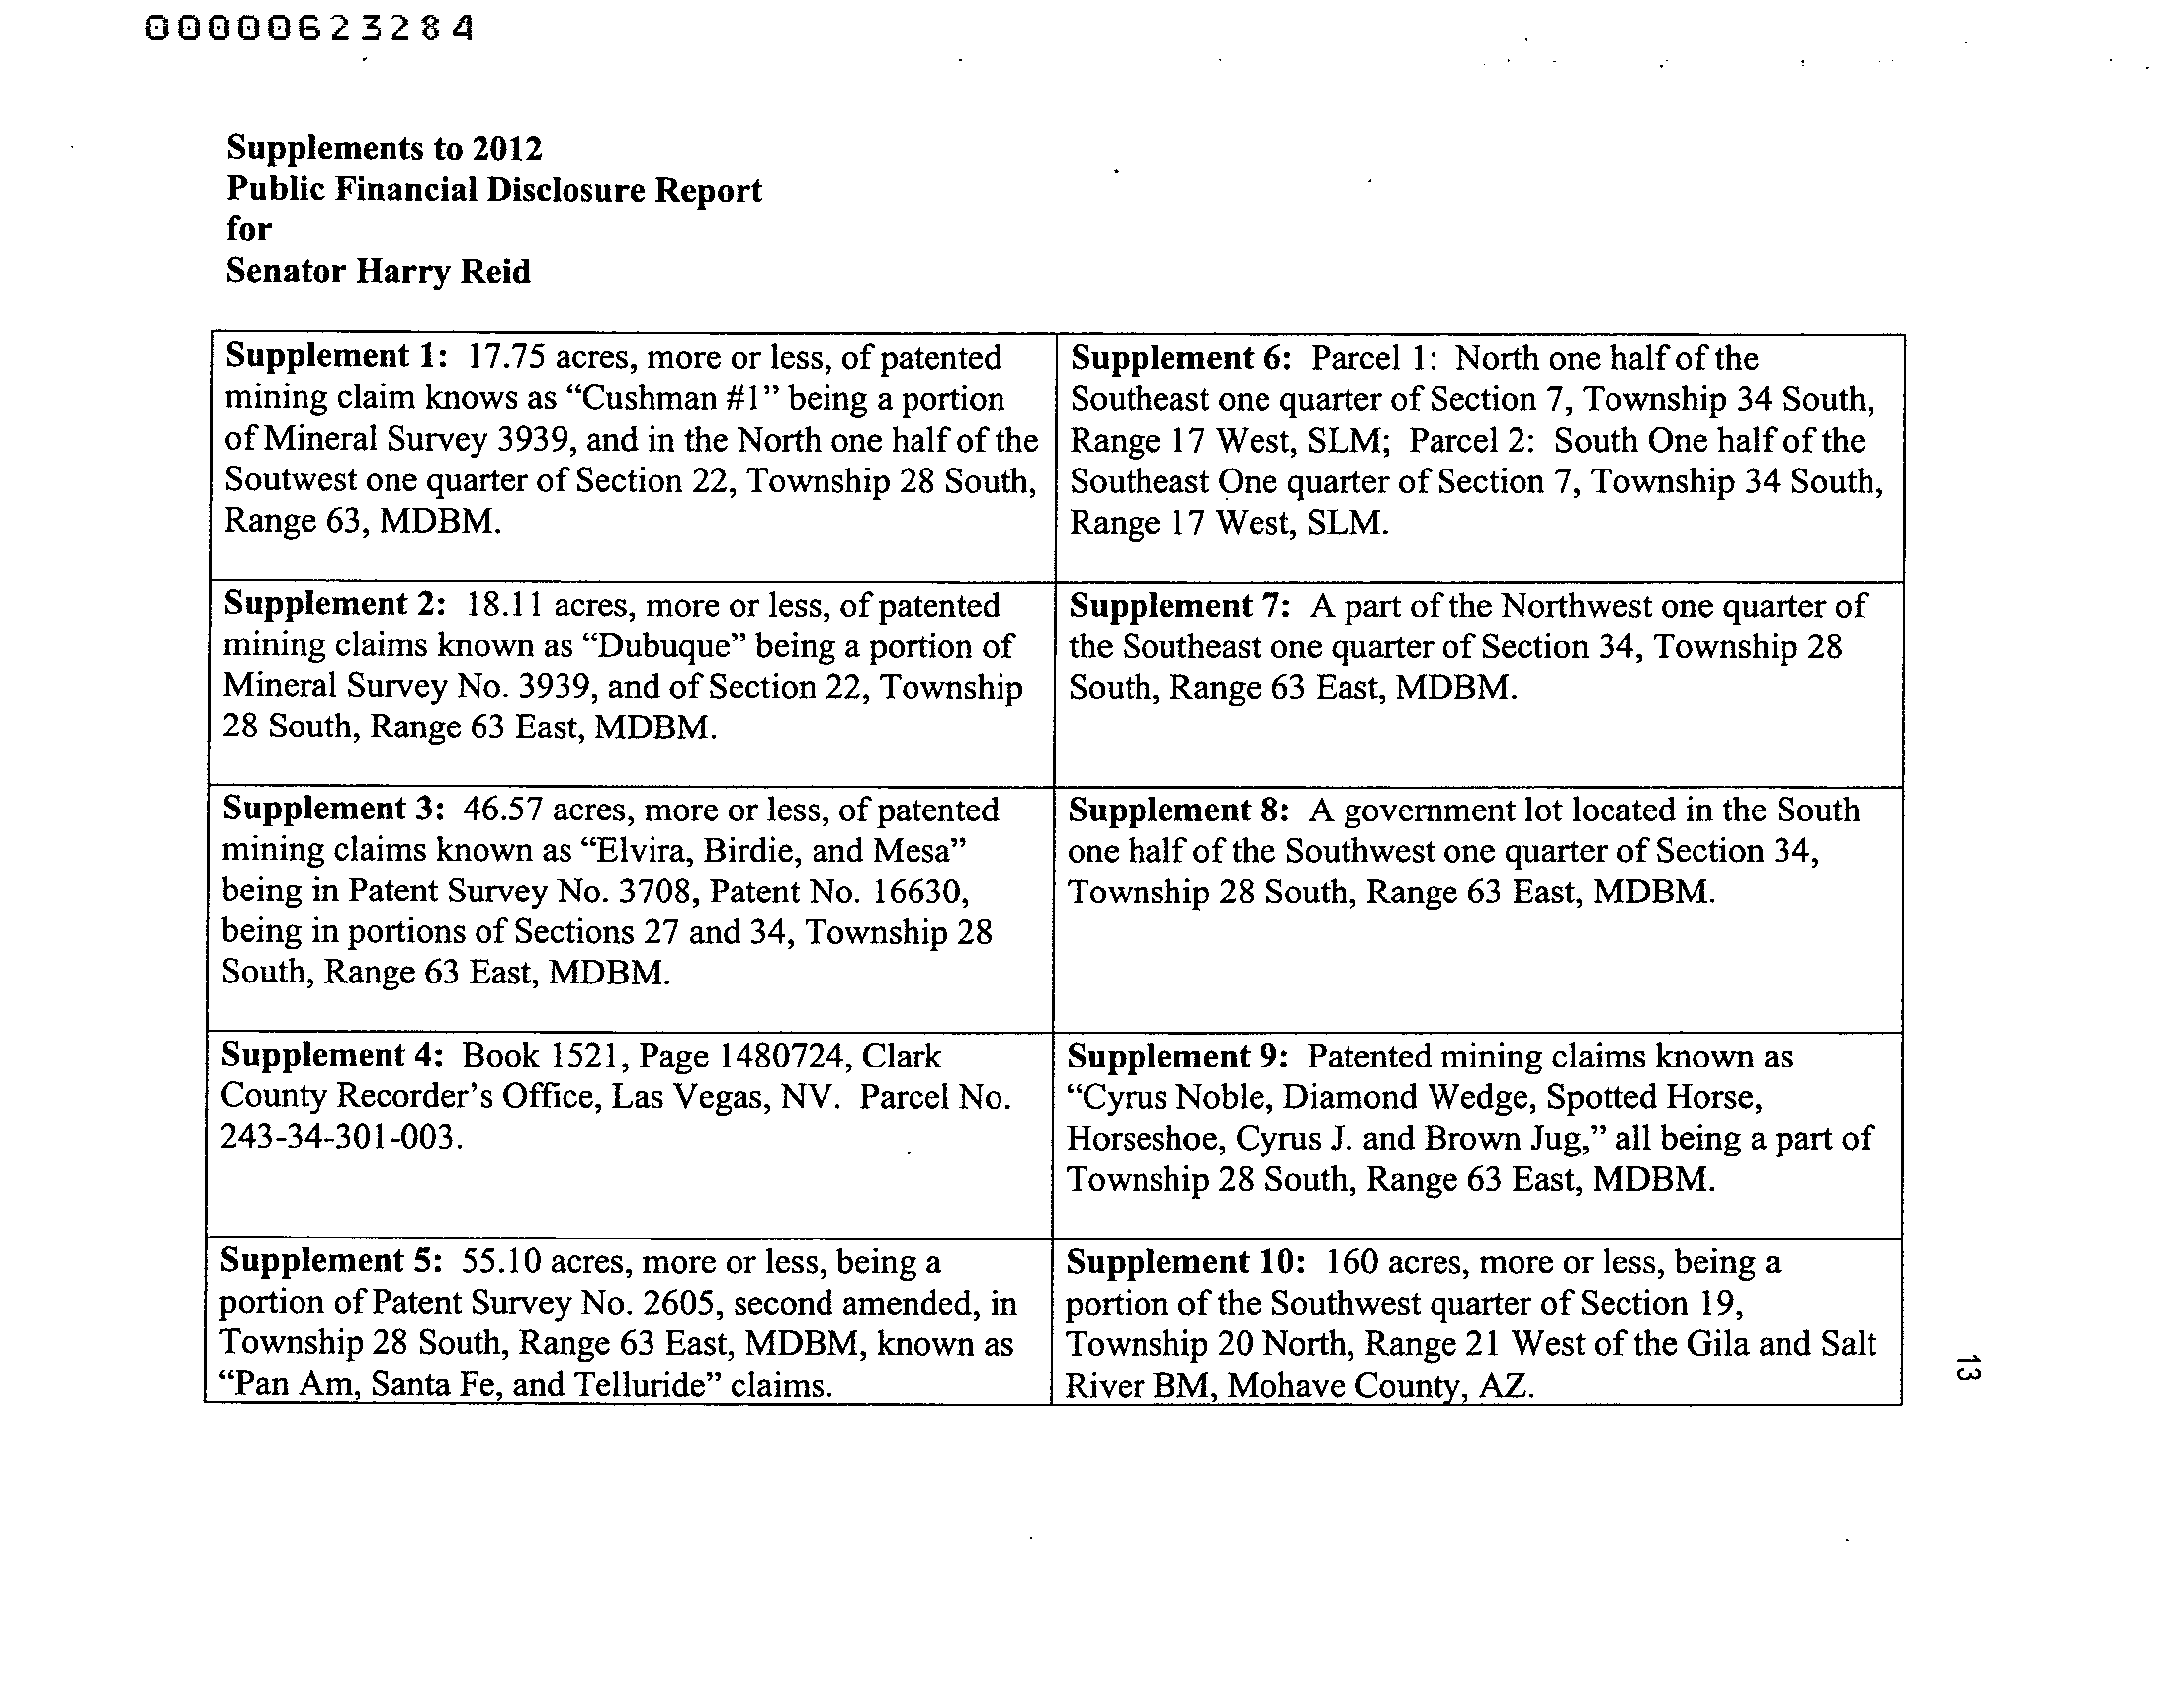 00000623284
Supplements to 2012
Public Financial Disclosure Report
for
Senator Harry Reid
Supplement 1: 17.75 acres, more or less, of patented
mining claim knows as “Cushman #1” being a portion
of Mineral Survey 3939, and in the North one half of the
Soutwest one quarter of Section 22, Township 28 South,
Range 63, MDBM.
Supplement 6: Parcel 1: North one half of the
Southeast one quarter of Section 7, Township 34 South,
Range 17 West, SLM; Parcel 2: South One half of the
Southeast One quarter of Section 7, Township 34 South,
Range 17 West, SLM.
Supplement 2: 18.11 acres, more or less, of patented
mining claims known as “Dubuque” being a portion of
Mineral Survey No. 3939, and of Section 22, Township
28 South, Range 63 East, MDBM.
Supplement 7: A part of the Northwest one quarter of
the Southeast one quarter of Section 34, Township 28
South, Range 63 East, MDBM.
Supplement 3: 46.57 acres, more or less, of patented
mining claims known as “Elvira, Birdie, and Mesa”
being in Patent Survey No. 3708, Patent No. 16630,
being in portions of Sections 27 and 34, Township 28
South, Range 63 East, MDBM.
Supplement 8: A government lot located in the South
one half of the Southwest one quarter of Section 34,
Township 28 South, Range 63 East, MDBM.
Supplement 4: Book 1521, Page 1480724, Clark
County Recorder’s Office, Las Vegas, NV. Parcel No.
243-34-301-003.
Supplement 9: Patented mining claims known as
“Cyrus Noble, Diamond Wedge, Spotted Horse,
Horseshoe, Cyrus J. and Brown Jug,” all being a part of
Township 28 South, Range 63 East, MDBM.
Supplement 5: 55.10 acres, more or less, being a
portion of Patent Survey No. 2605, second amended, in
Township 28 South, Range 63 East, MDBM, known as
“Pan Am, Santa Fe, and Telluride” claims.
Supplement 10: 160 acres, more or less, being a
portion of the Southwest quarter of Section 19,
Township 20 North, Range 21 West of the Gila and Salt
River BM, Mohave County, AZ.
13